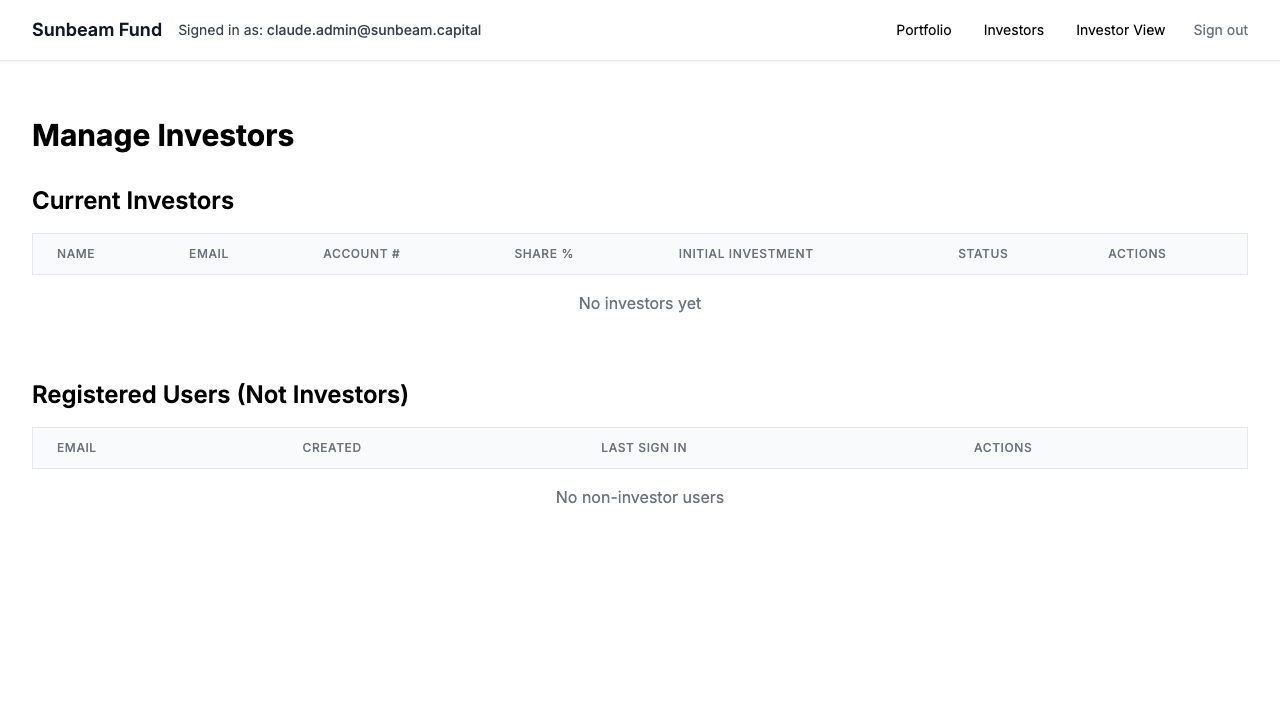 Sunbeam Fund Signed in as: claude.admin@sunbeam.capital Portfolio Investors Investor View Sign out
Manage Investors
Current Investors
NAME EMAIL ACCOUNT # SHARE % INITIAL INVESTMENT STATUS ACTIONS
No investors yet
Registered Users (Not Investors)
EMAIL CREATED LAST SIGN IN ACTIONS
No non-investor users